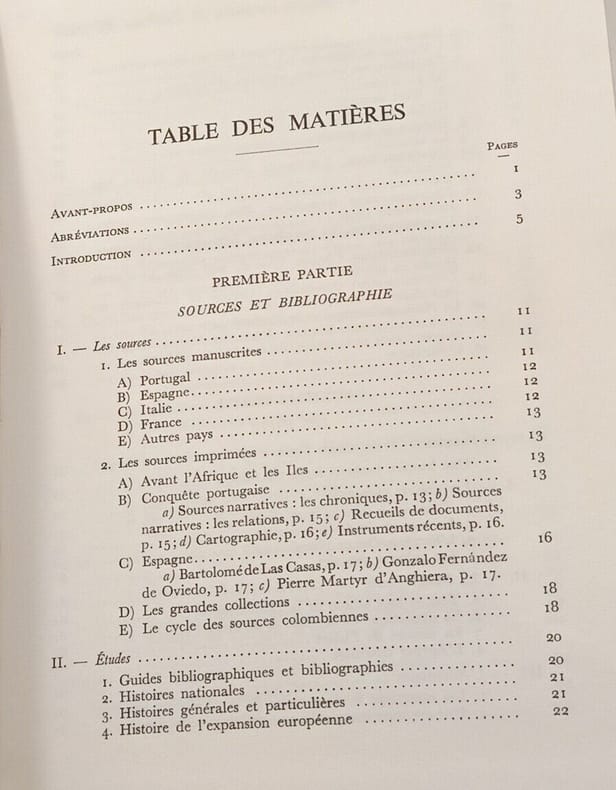 TABLE DES MATIÈRES
PAGES
AVANT-PROPOS ........ 1
ABRÉVIATIONS ........ 3
INTRODUCTION ........ 5
PREMIÈRE PARTIE
SOURCES ET BIBLIOGRAPHIE
I. — Les sources ........ 11
1. Les sources manuscrites ........ 11
A) Portugal ........ 11
B) Espagne ........ 12
C) Italie ........ 12
D) France ........ 12
E) Autres pays ........ 13
2. Les sources imprimées ........ 13
A) Avant l'Afrique et les Iles ........ 13
B) Conquête portugaise ........ 13
a) Sources narratives : les chroniques, p. 13 ; b) Sources
narratives : les relations, p. 15 ; c) Recueils de documents,
p. 15 ; d) Cartographie, p. 16 ; e) Instruments récents, p. 16.
C) Espagne ........ 16
a) Bartolomé de Las Casas, p. 17 ; b) Gonzalo Fernández
de Oviedo, p. 17 ; c) Pierre Martyr d'Anghiera, p. 17.
D) Les grandes collections ........ 18
E) Le cycle des sources colombiennes ........ 18
II. — Études ........ 20
1. Guides bibliographiques et bibliographies ........ 20
2. Histoires nationales ........ 21
3. Histoires générales et particulières ........ 21
4. Histoire de l'expansion européenne ........ 22